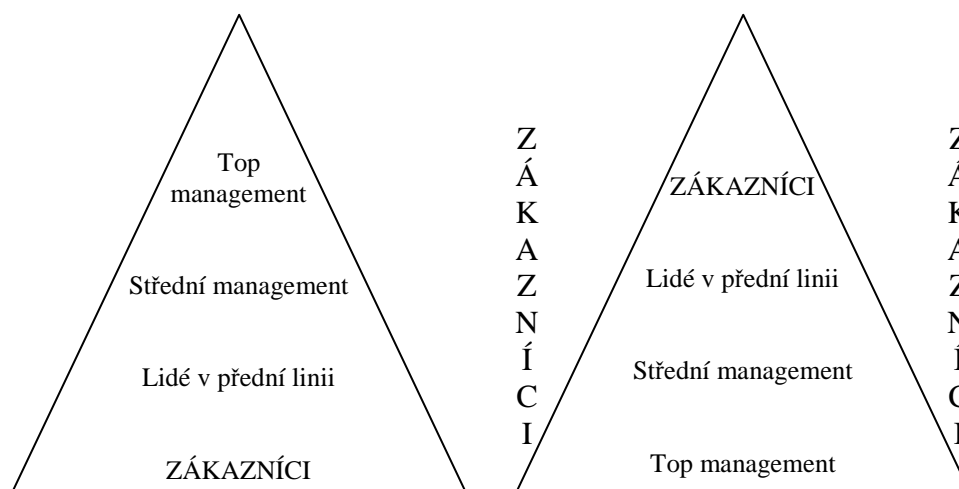 Top
management
Střední management
Lidé v přední linii
ZÁKAZNÍCI
Z
Á
K
A
Z
N
Í
C
I
ZÁKAZNÍCI
Lidé v přední linii
Střední management
Top management